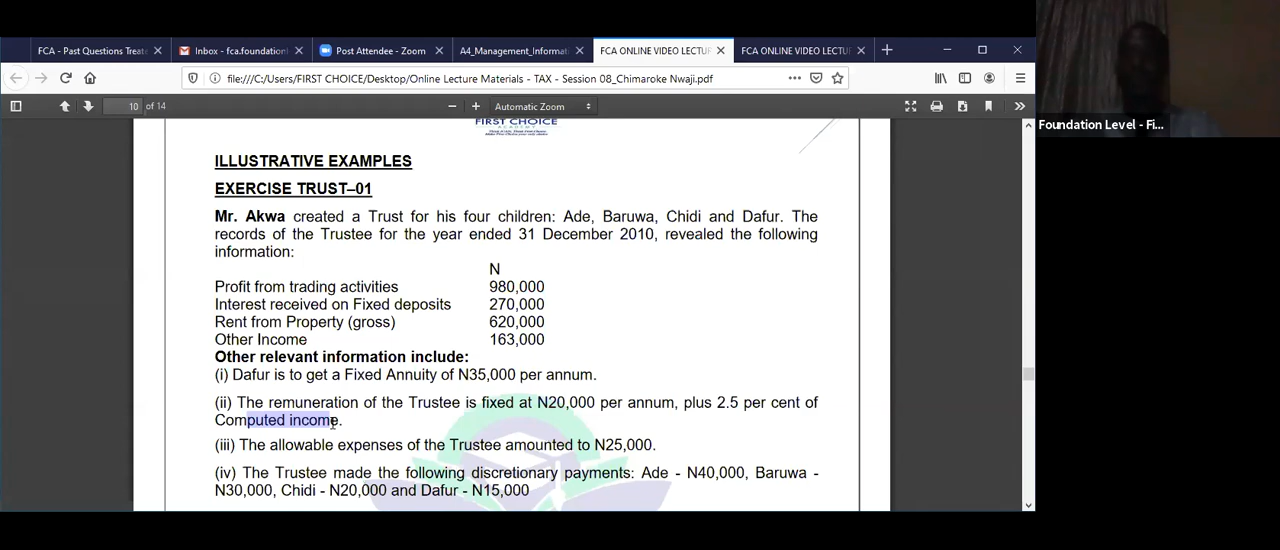 FCA - Past Questions Treat
Inbox - fca.foundation
Post Attendee - Zoom
A4_Management_Informati
FCA ONLINE VIDEO LECTUR
FCA ONLINE VIDEO LECTU
file:///C:/Users/FIRST CHOICE/Desktop/Online Lecture Materials - TAX - Session 08_Chimaroke Nwaji.pdf
10 of 14
Automatic Zoom
Foundation Level - Fi...
FIRST CHOICE
ILLUSTRATIVE EXAMPLES
EXERCISE TRUST–01
Mr. Akwa created a Trust for his four children: Ade, Baruwa, Chidi and Dafur. The
records of the Trustee for the year ended 31 December 2010, revealed the following
information:
N
Profit from trading activities 980,000
Interest received on Fixed deposits 270,000
Rent from Property (gross) 620,000
Other Income 163,000
Other relevant information include:
(i) Dafur is to get a Fixed Annuity of N35,000 per annum.
(ii) The remuneration of the Trustee is fixed at N20,000 per annum, plus 2.5 per cent of
Computed income.
(iii) The allowable expenses of the Trustee amounted to N25,000.
(iv) The Trustee made the following discretionary payments: Ade - N40,000, Baruwa -
N30,000, Chidi - N20,000 and Dafur - N15,000